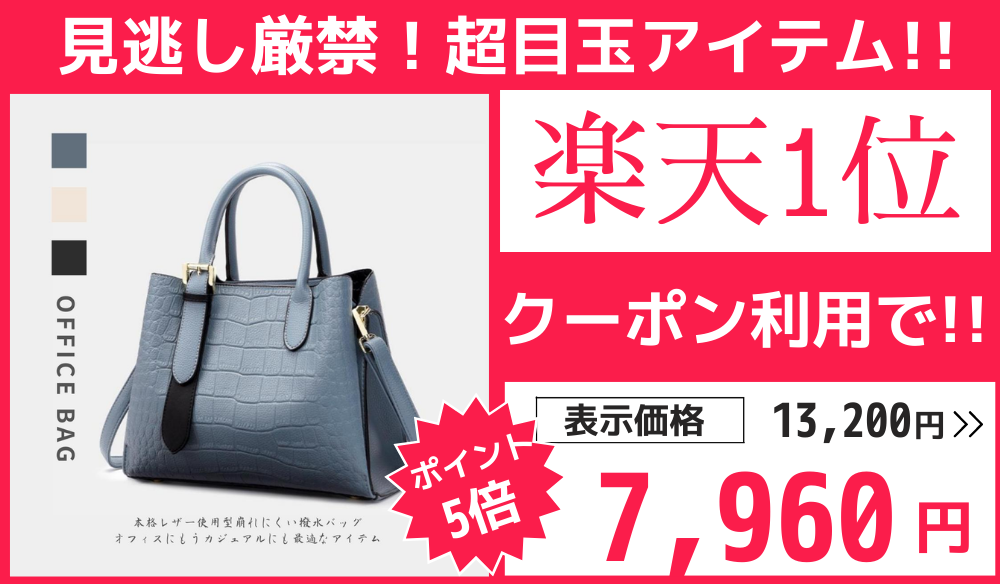 見逃し厳禁！超目玉アイテム!!
楽天1位
OFFICE BAG
クーポン利用で!!
表示価格 13,200円>>
ポイント
5倍
7,960円
本格レザー使用型崩れにくい撥水バッグ
オフィスにもうカジュアルにも最適なアイテム